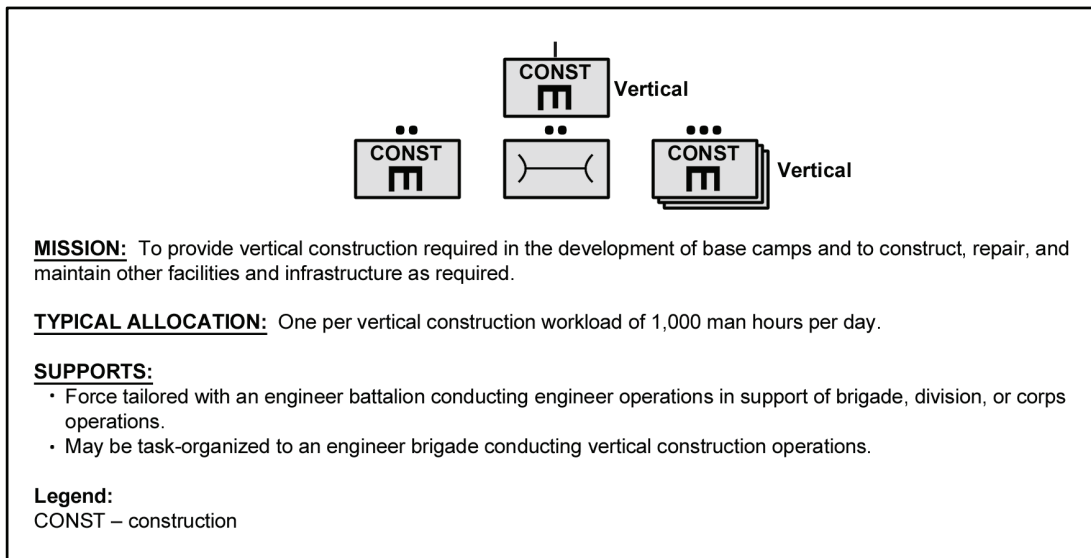 CONST
Vertical
CONST
CONST
Vertical
MISSION: To provide vertical construction required in the development of base camps and to construct, repair, and
maintain other facilities and infrastructure as required.
TYPICAL ALLOCATION: One per vertical construction workload of 1,000 man hours per day.
SUPPORTS:
• Force tailored with an engineer battalion conducting engineer operations in support of brigade, division, or corps
operations.
• May be task-organized to an engineer brigade conducting vertical construction operations.
Legend:
CONST – construction